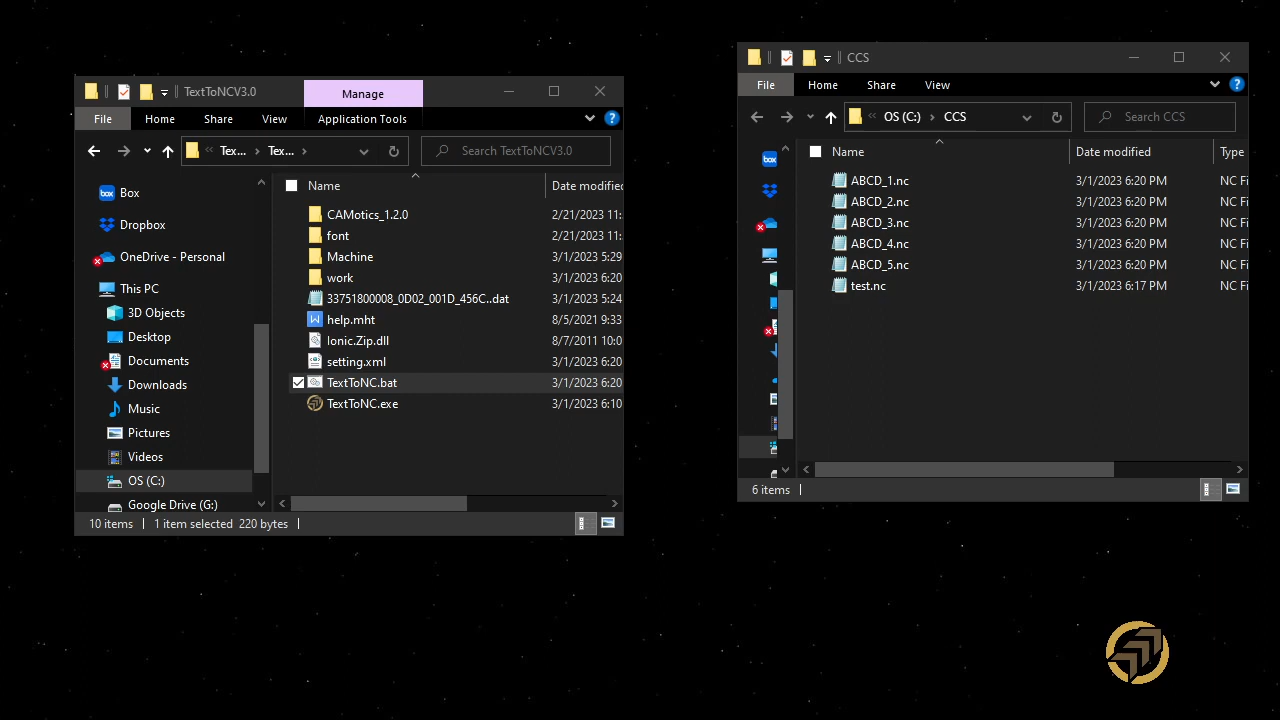 TextToNCV3.0
Manage
File
Home
Share
View
Application Tools
Tex...
Tex...
Search TextToNCV3.0
Box
Dropbox
OneDrive - Personal
This PC
3D Objects
Desktop
Documents
Downloads
Music
Pictures
Videos
OS (C:)
Google Drive (G:)
Name
Date modified
CAMotics_1.2.0
2/21/2023 11:
font
2/21/2023 11:
Machine
3/1/2023 5:29
work
3/1/2023 6:20
33751800008_0D02_001D_456C..dat
3/1/2023 5:24
help.mht
8/5/2021 9:33
Ionic.Zip.dll
8/7/2011 10:0
setting.xml
3/1/2023 6:20
TextToNC.bat
3/1/2023 6:20
TextToNC.exe
3/1/2023 6:10
10 items
1 item selected 220 bytes
CCS
File
Home
Share
View
OS (C:)
CCS
Search CCS
box
Name
Date modified
Type
ABCD_1.nc
3/1/2023 6:20 PM
NC Fi
ABCD_2.nc
3/1/2023 6:20 PM
NC Fi
ABCD_3.nc
3/1/2023 6:20 PM
NC Fi
ABCD_4.nc
3/1/2023 6:20 PM
NC Fi
ABCD_5.nc
3/1/2023 6:20 PM
NC Fi
test.nc
3/1/2023 6:17 PM
NC Fi
6 items